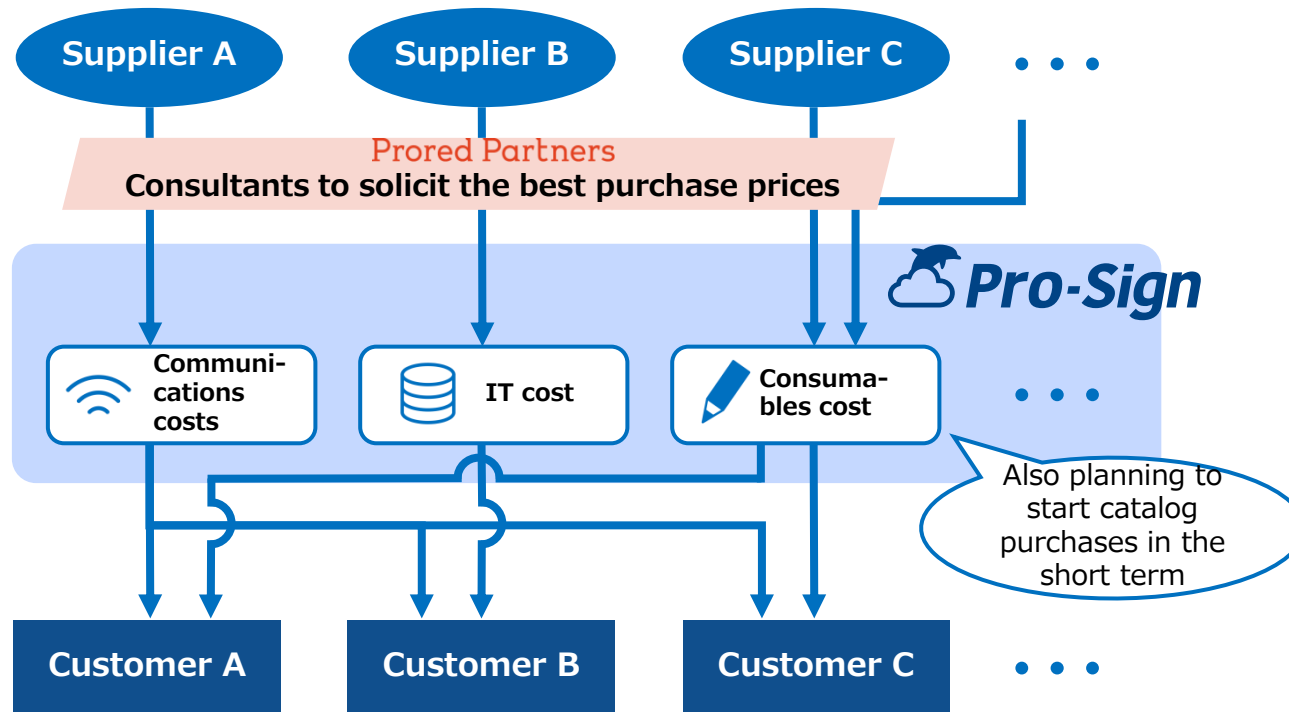 Supplier A
Supplier B
Supplier C
Prored Partners
Consultants to solicit the best purchase prices
Pro-Sign
Communi-
cations
costs
IT cost
Consuma-
bles cost
Also planning to
start catalog
purchases in the
short term
Customer A
Customer B
Customer C